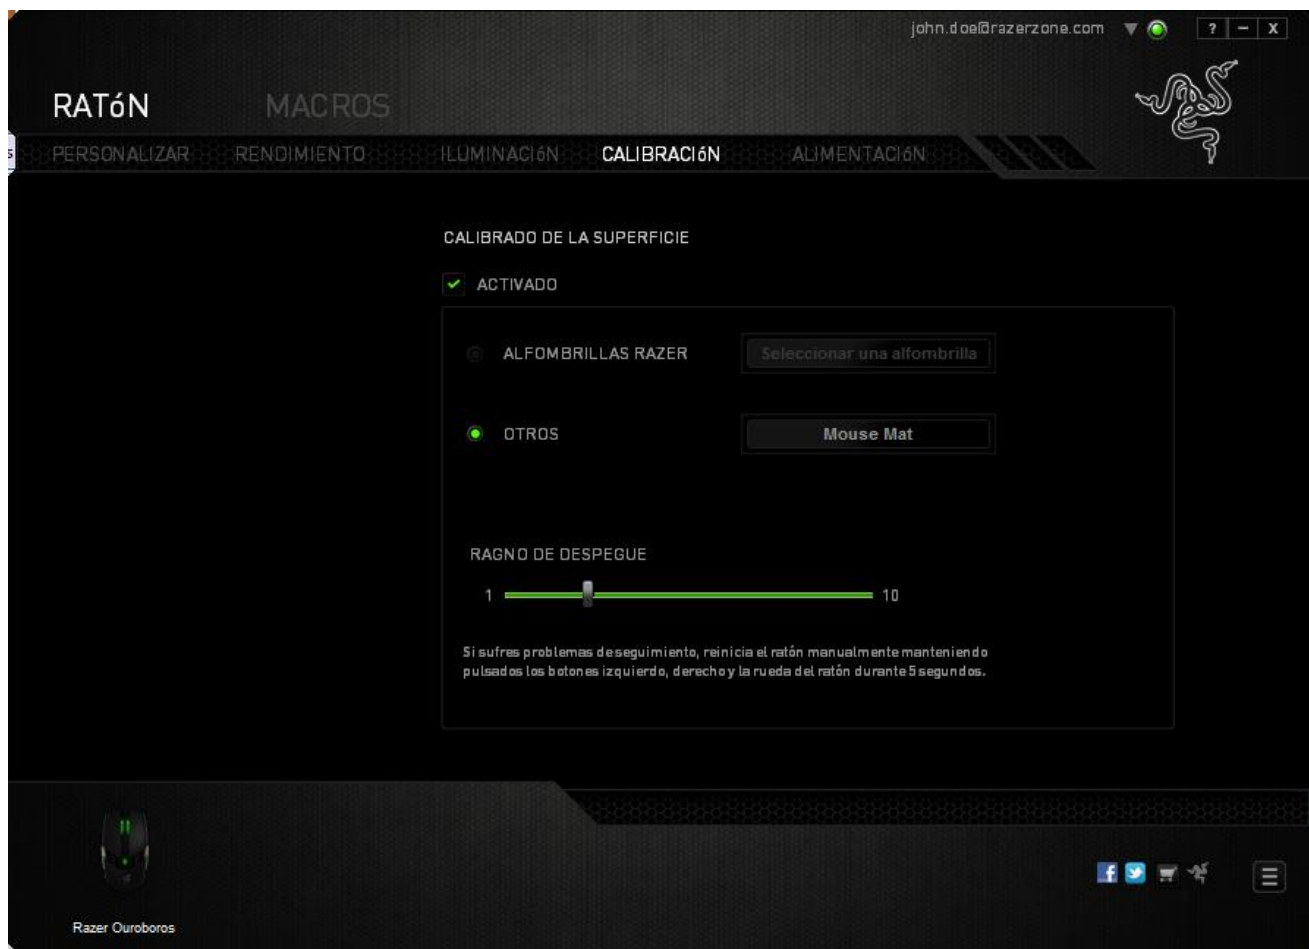 john.doe@razerzone.com
? – X
RATóN MACROS
s
PERSONALIZAR RENDIMIENTO ILUMINACIóN CALIBRACIóN ALIMENTACIóN
CALIBRADO DE LA SUPERFICIE
ACTIVADO
ALFOMBRILLAS RAZER Seleccionar una alfombrilla
OTROS Mouse Mat
RAGNO DE DESPEGUE
1 10
Si sufres problemas de seguimiento, reinicia el ratón manualmente manteniendo
pulsados los botones izquierdo, derecho y la rueda del ratón durante 5 segundos.
Razer Ouroboros